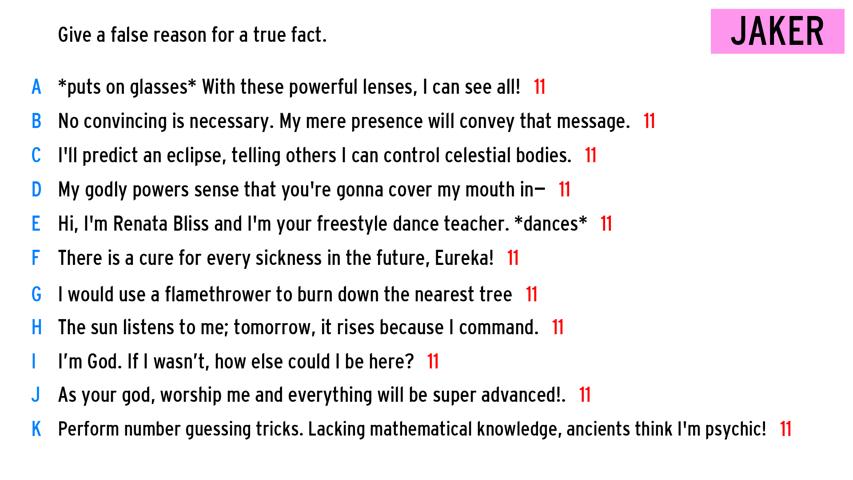 Give a false reason for a true fact.
JAKER
A *puts on glasses* With these powerful lenses, I can see all! 11
B No convincing is necessary. My mere presence will convey that message. 11
C I'll predict an eclipse, telling others I can control celestial bodies. 11
D My godly powers sense that you're gonna cover my mouth in— 11
E Hi, I'm Renata Bliss and I'm your freestyle dance teacher. *dances* 11
F There is a cure for every sickness in the future, Eureka! 11
G I would use a flamethrower to burn down the nearest tree 11
H The sun listens to me; tomorrow, it rises because I command. 11
I I’m God. If I wasn’t, how else could I be here? 11
J As your god, worship me and everything will be super advanced!. 11
K Perform number guessing tricks. Lacking mathematical knowledge, ancients think I'm psychic! 11